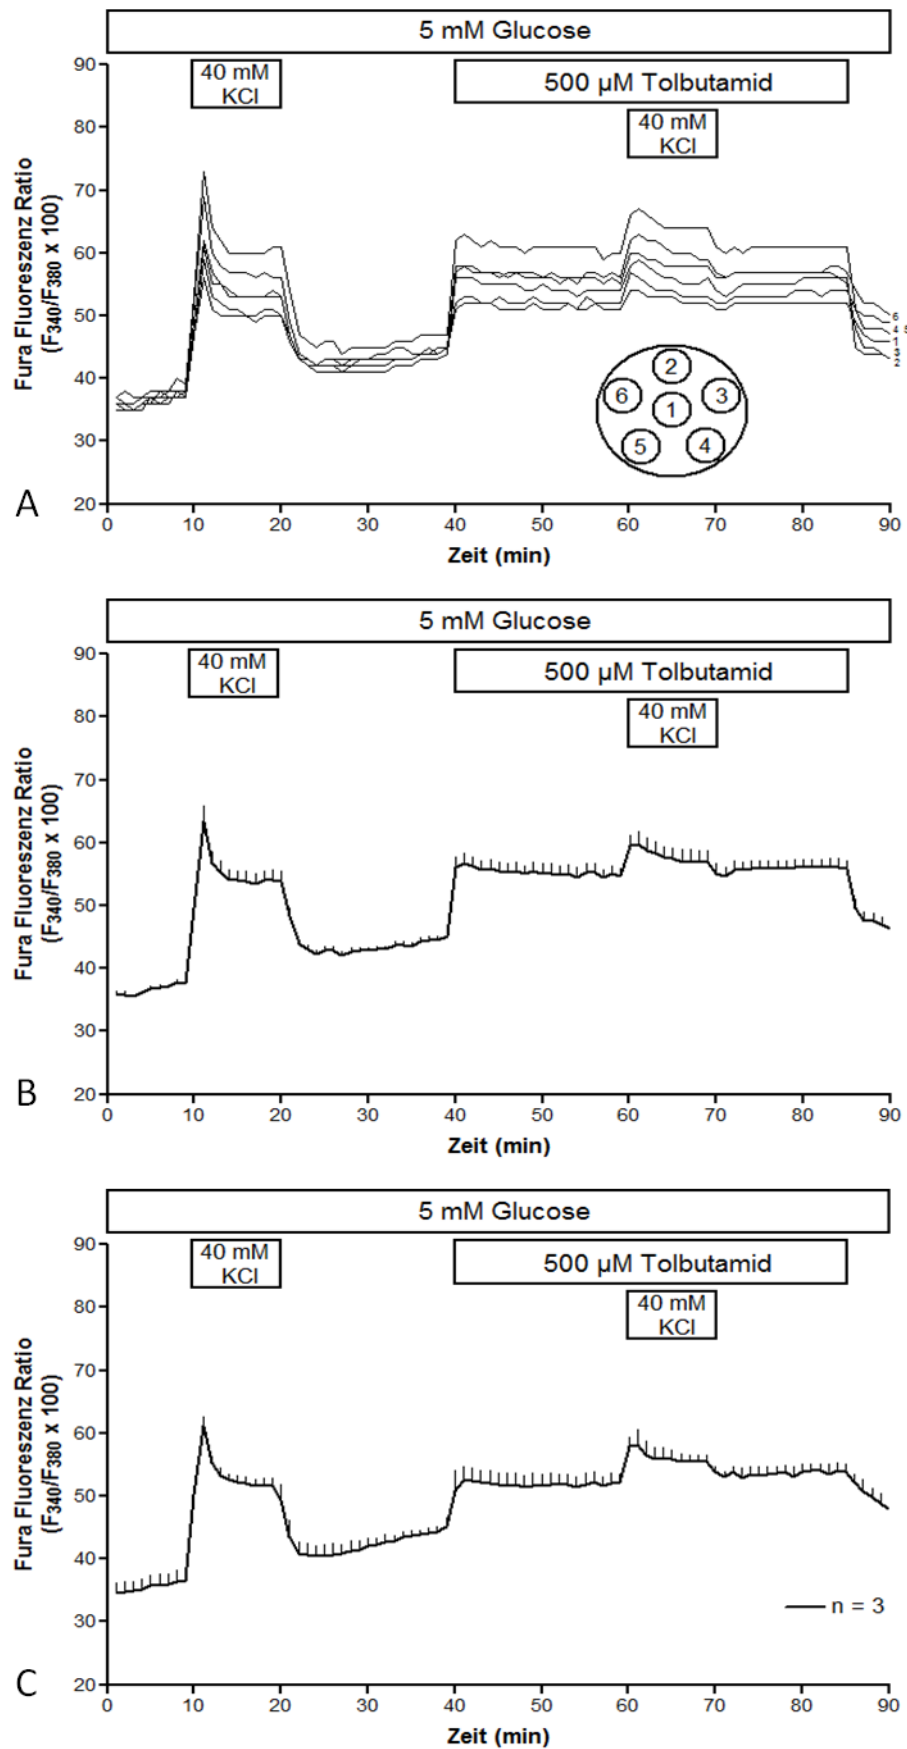 5 mM Glucose
40 mM
KCl
500 µM Tolbutamid
40 mM
KCl
90
80
70
60
50
40
30
20
Fura Fluoreszenz Ratio
(F340/F380 x 100)
6
4 5
1
3
2
2
6
3
1
5
4
A
0 10 20 30 40 50 60 70 80 90
Zeit (min)
5 mM Glucose
40 mM
KCl
500 µM Tolbutamid
40 mM
KCl
90
80
70
60
50
40
30
20
Fura Fluoreszenz Ratio
(F340/F380 x 100)
B
0 10 20 30 40 50 60 70 80 90
Zeit (min)
5 mM Glucose
40 mM
KCl
500 µM Tolbutamid
40 mM
KCl
90
80
70
60
50
40
30
20
Fura Fluoreszenz Ratio
(F340/F380 x 100)
n = 3
C
0 10 20 30 40 50 60 70 80 90
Zeit (min)